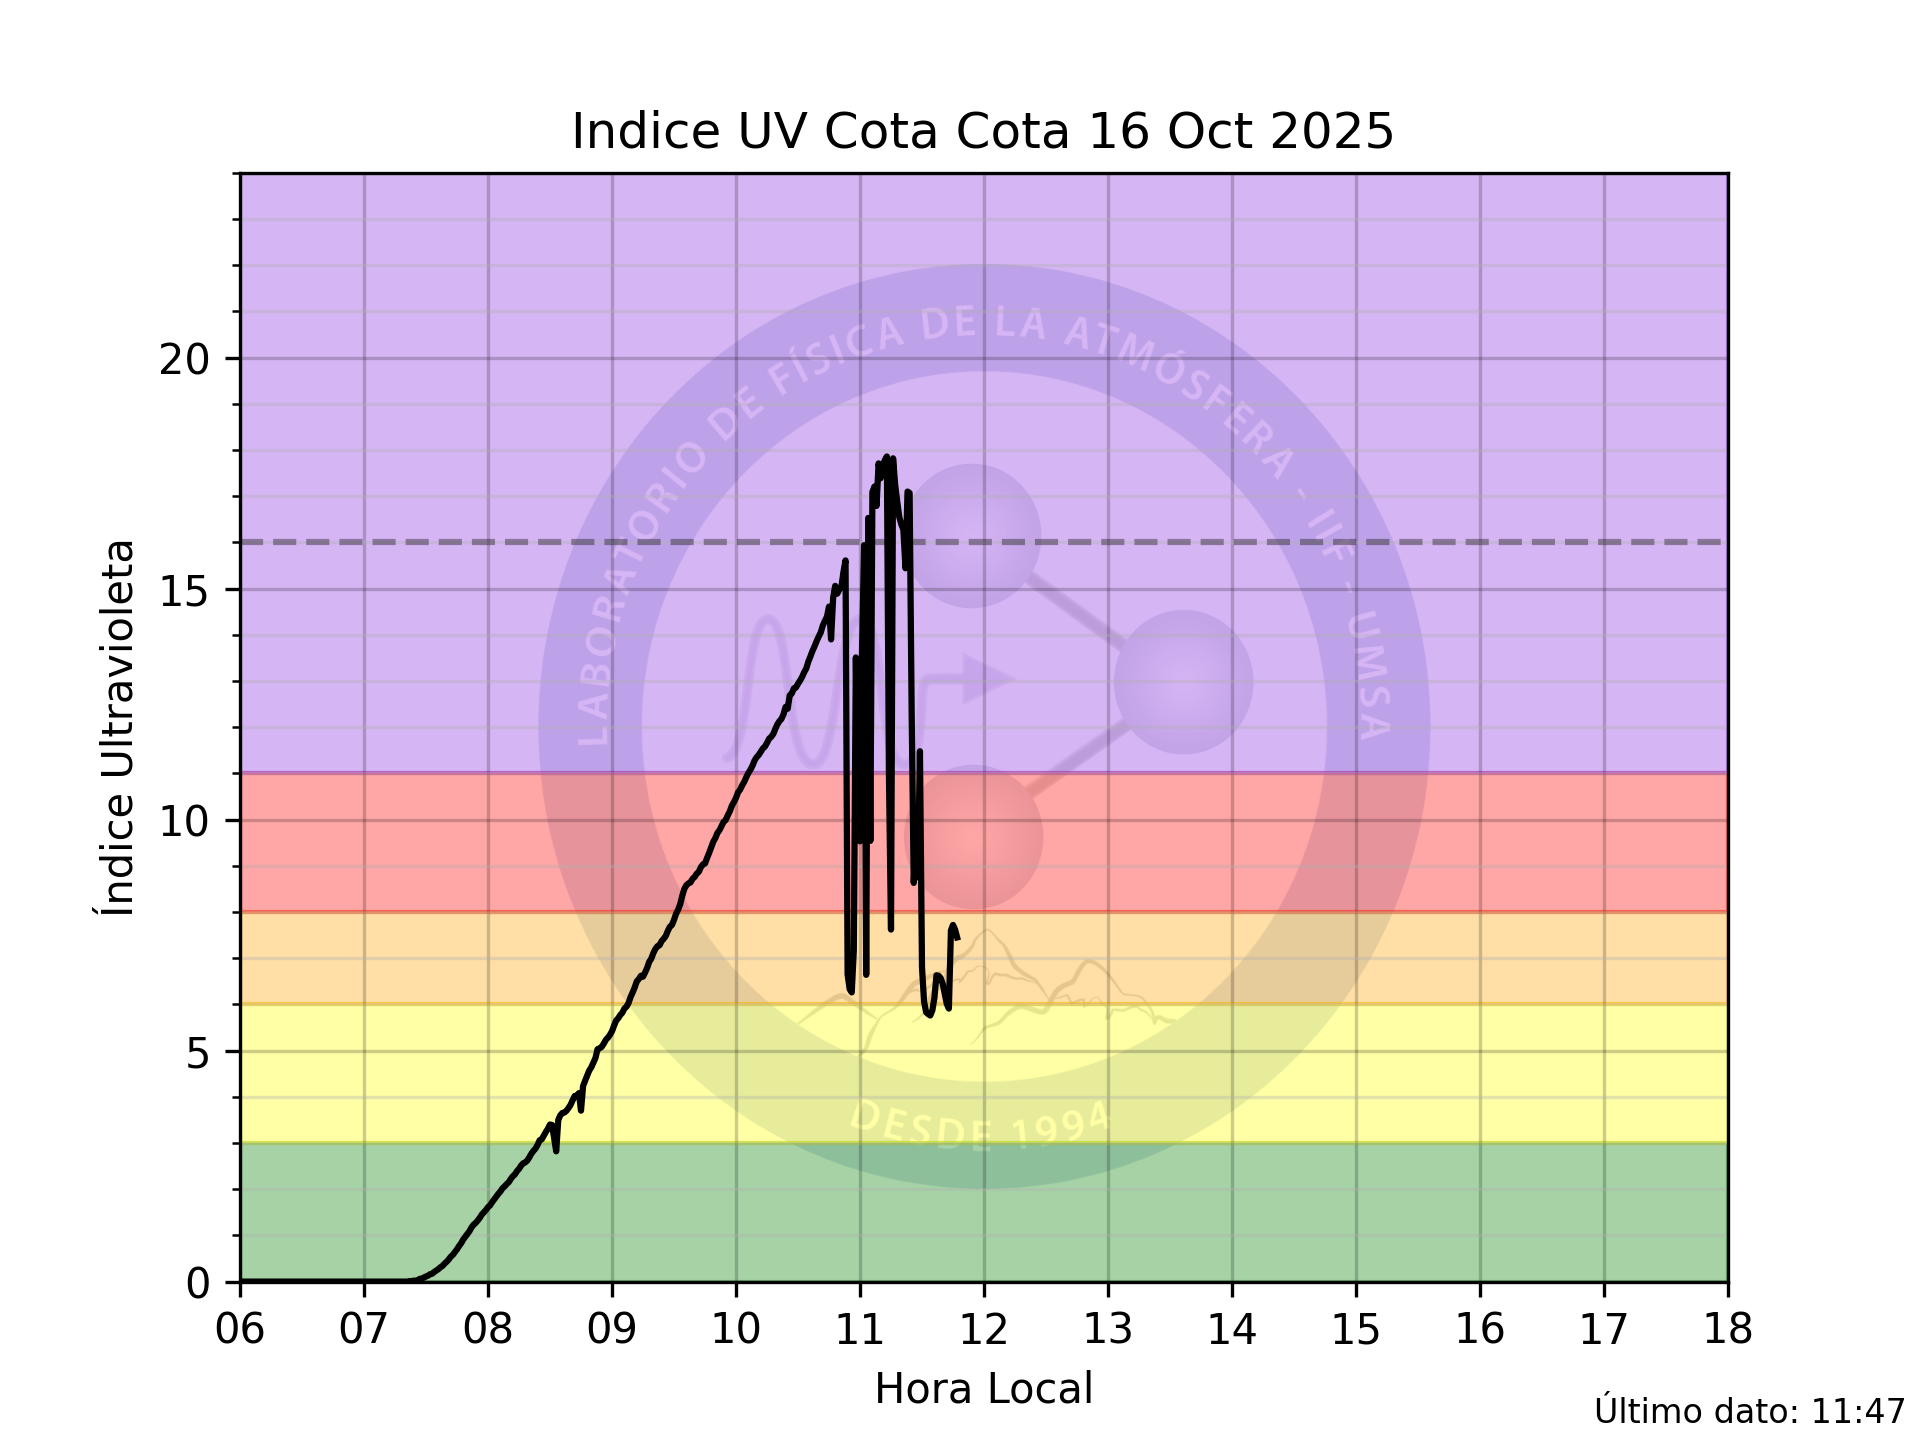 Indice UV Cota Cota 16 Oct 2025
Índice Ultravioleta
20
15
10
5
0
LABORATORIO DE FÍSICA DE LA ATMÓSFERA - IIF - UMSA
DESDE 1994
06 07 08 09 10 11 12 13 14 15 16 17 18
Hora Local
Último dato: 11:47